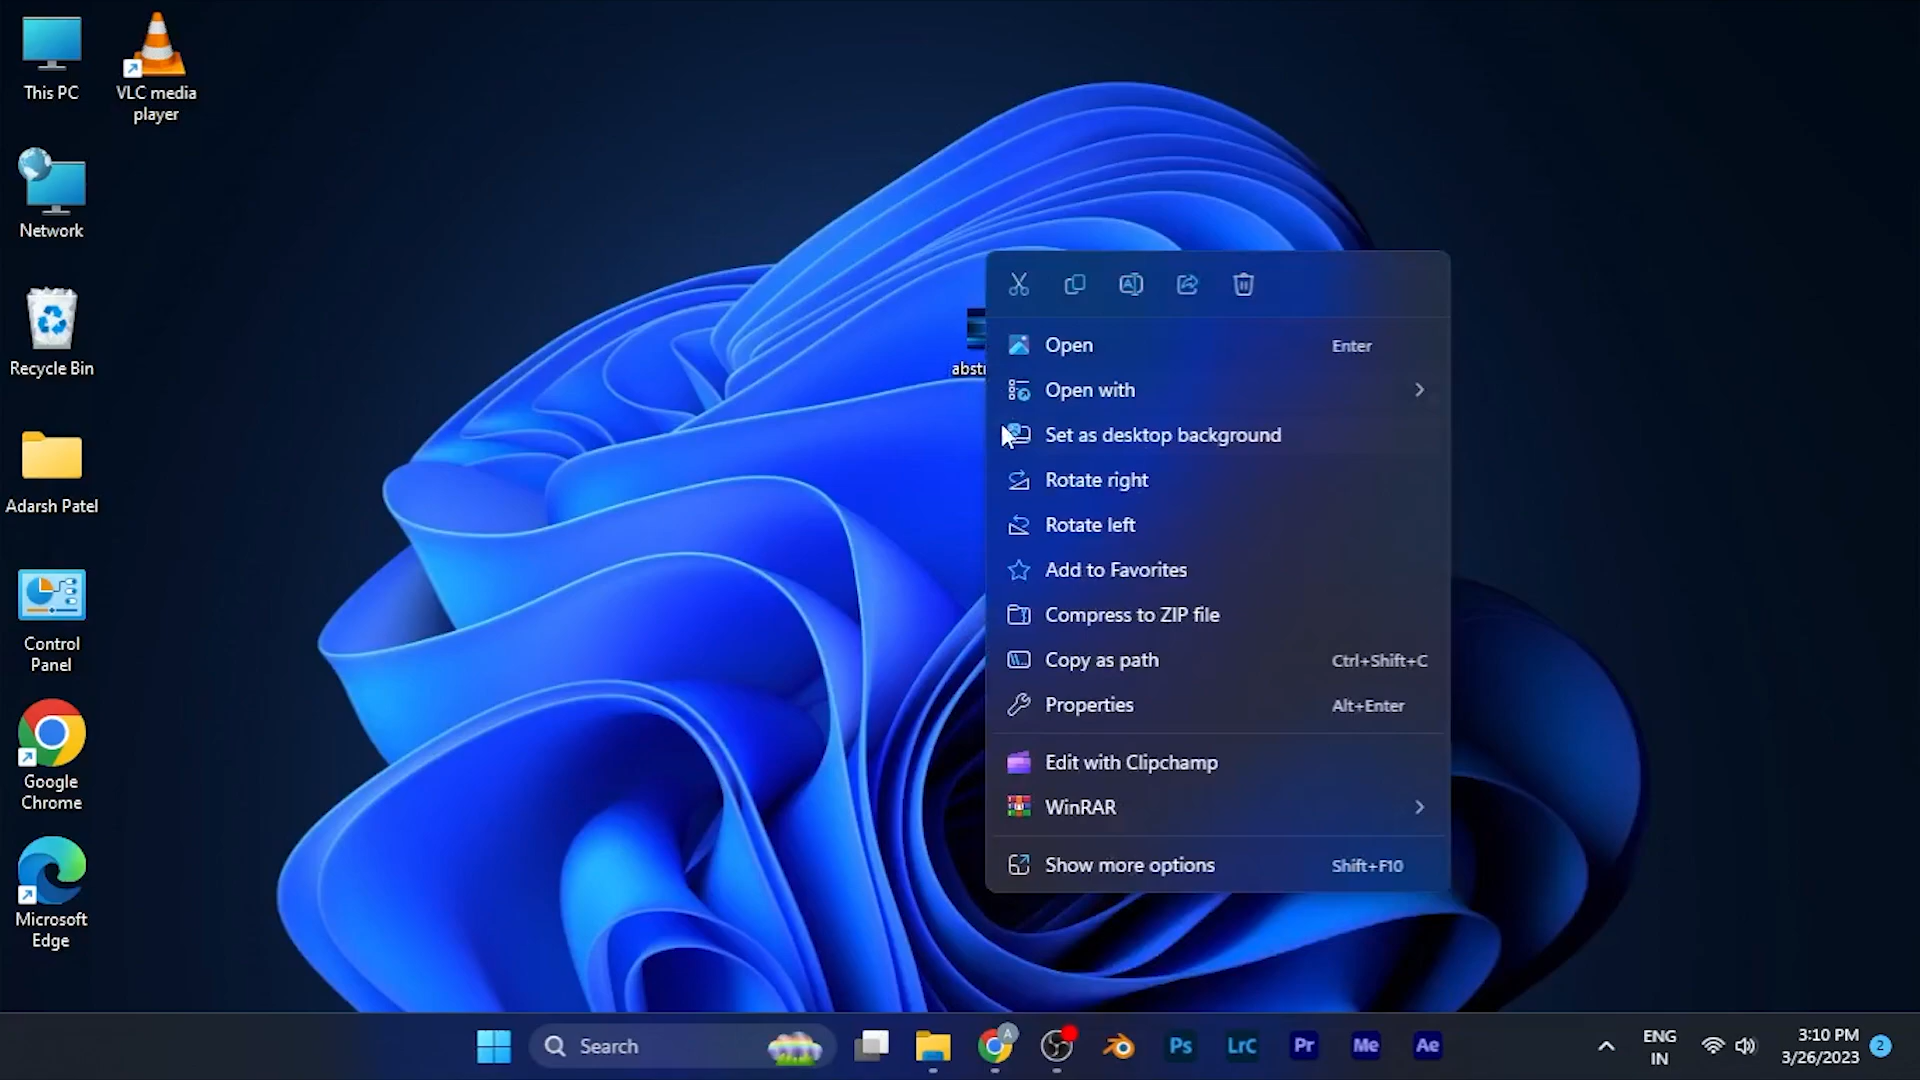 This PC
VLC media
player
Network
Recycle Bin
Adarsh Patel
Control
Panel
Google
Chrome
Microsoft
Edge
abstr
A
Open Enter
Open with
Set as desktop background
Rotate right
Rotate left
Add to Favorites
Compress to ZIP file
Copy as path Ctrl+Shift+C
Properties Alt+Enter
Edit with Clipchamp
WinRAR
Show more options Shift+F10
Search
A
Ps
LrC
Pr
Me
Ae
ENG
IN
3:10 PM
3/26/2023
2